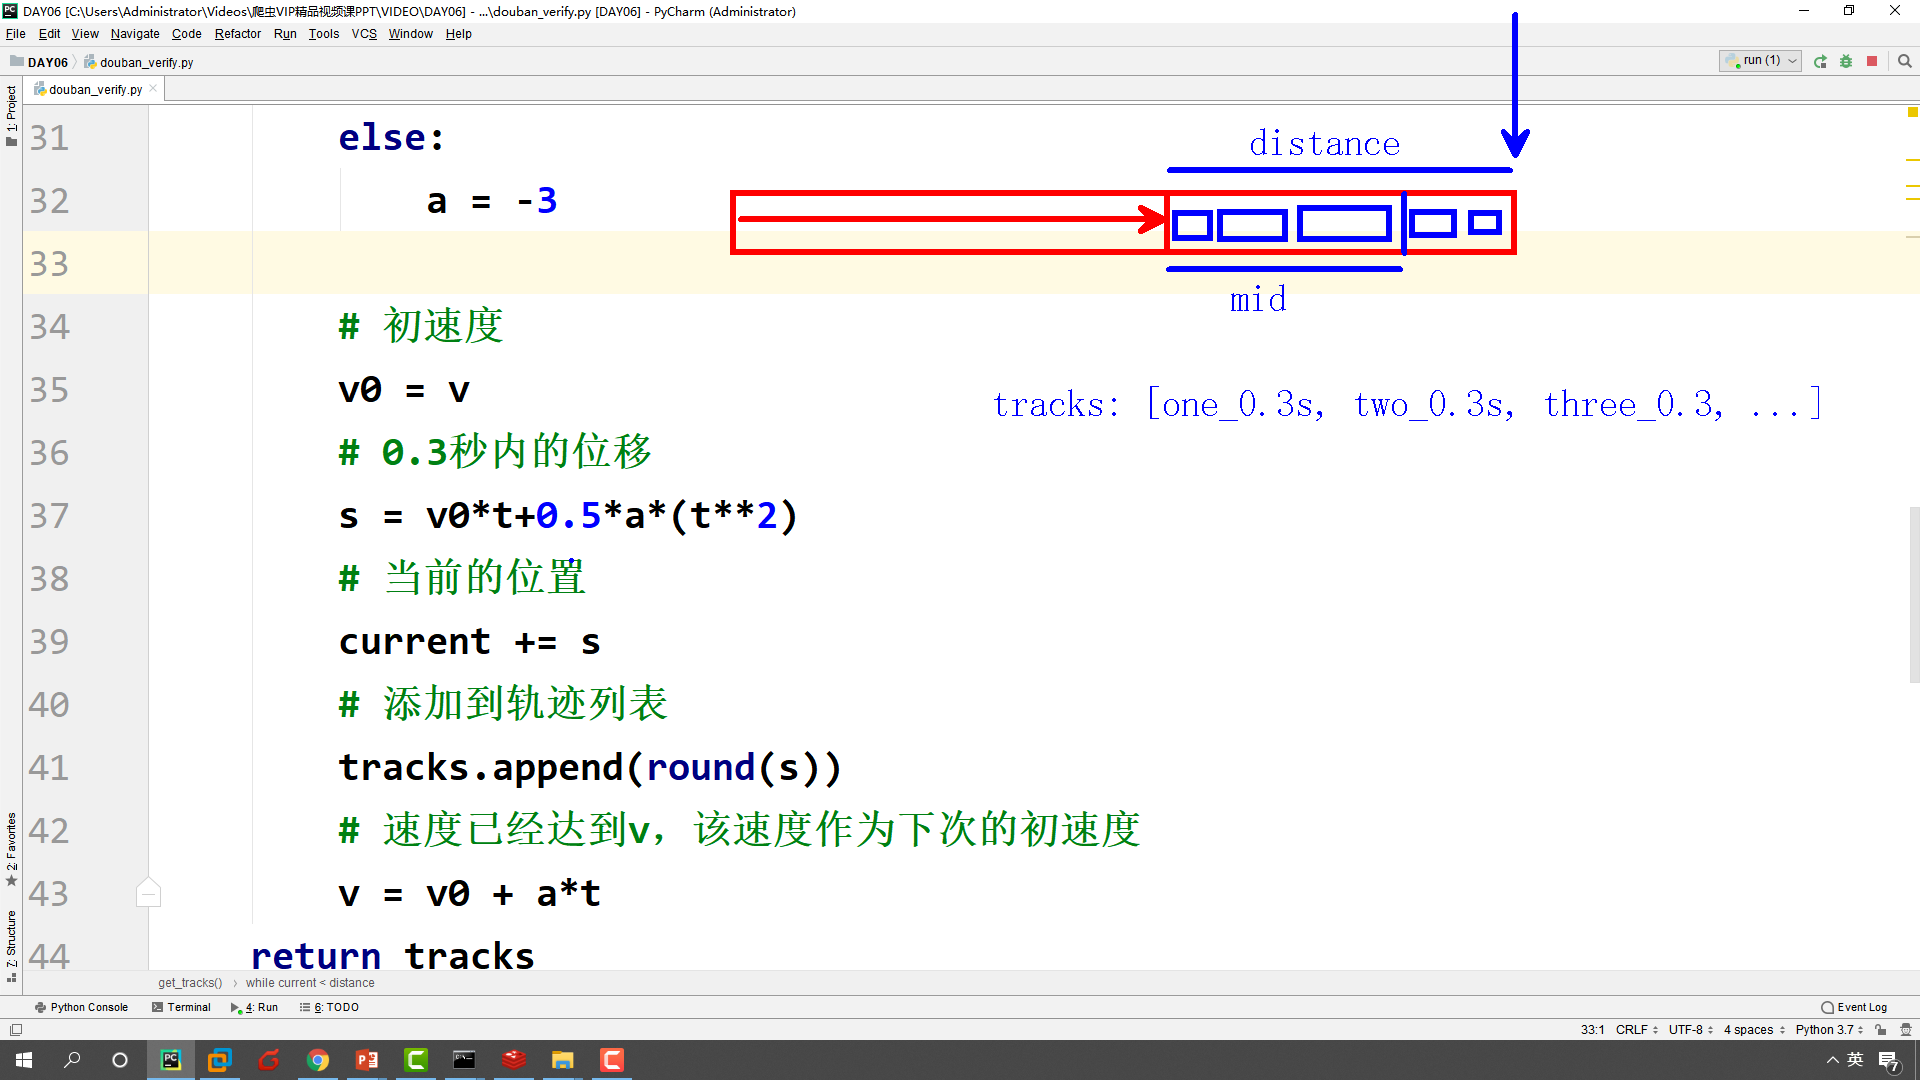 DAY06 [C:\Users\Administrator\Videos\爬虫VIP精品视频课PPT\VIDEO\DAY06] - ...\douban_verify.py [DAY06] - PyCharm (Administrator)
File Edit View Navigate Code Refactor Run Tools VCS Window Help
DAY06 douban_verify.py run (1)
douban_verify.py
1: Project
2: Favorites
7: Structure
31 else:
32 a = -3
33
34 # 初速度
35 v0 = v
36 # 0.3秒内的位移
37 s = v0*t+0.5*a*(t**2)
38 # 当前的位置
39 current += s
40 # 添加到轨迹列表
41 tracks.append(round(s))
42 # 速度已经达到v，该速度作为下次的初速度
43 v = v0 + a*t
44 return tracks
distance
mid
tracks: [one_0.3s, two_0.3s, three_0.3, ...]
get_tracks() › while current < distance
Python Console Terminal 4: Run 6: TODO Event Log
33:1 CRLF UTF-8 4 spaces Python 3.7
英 7